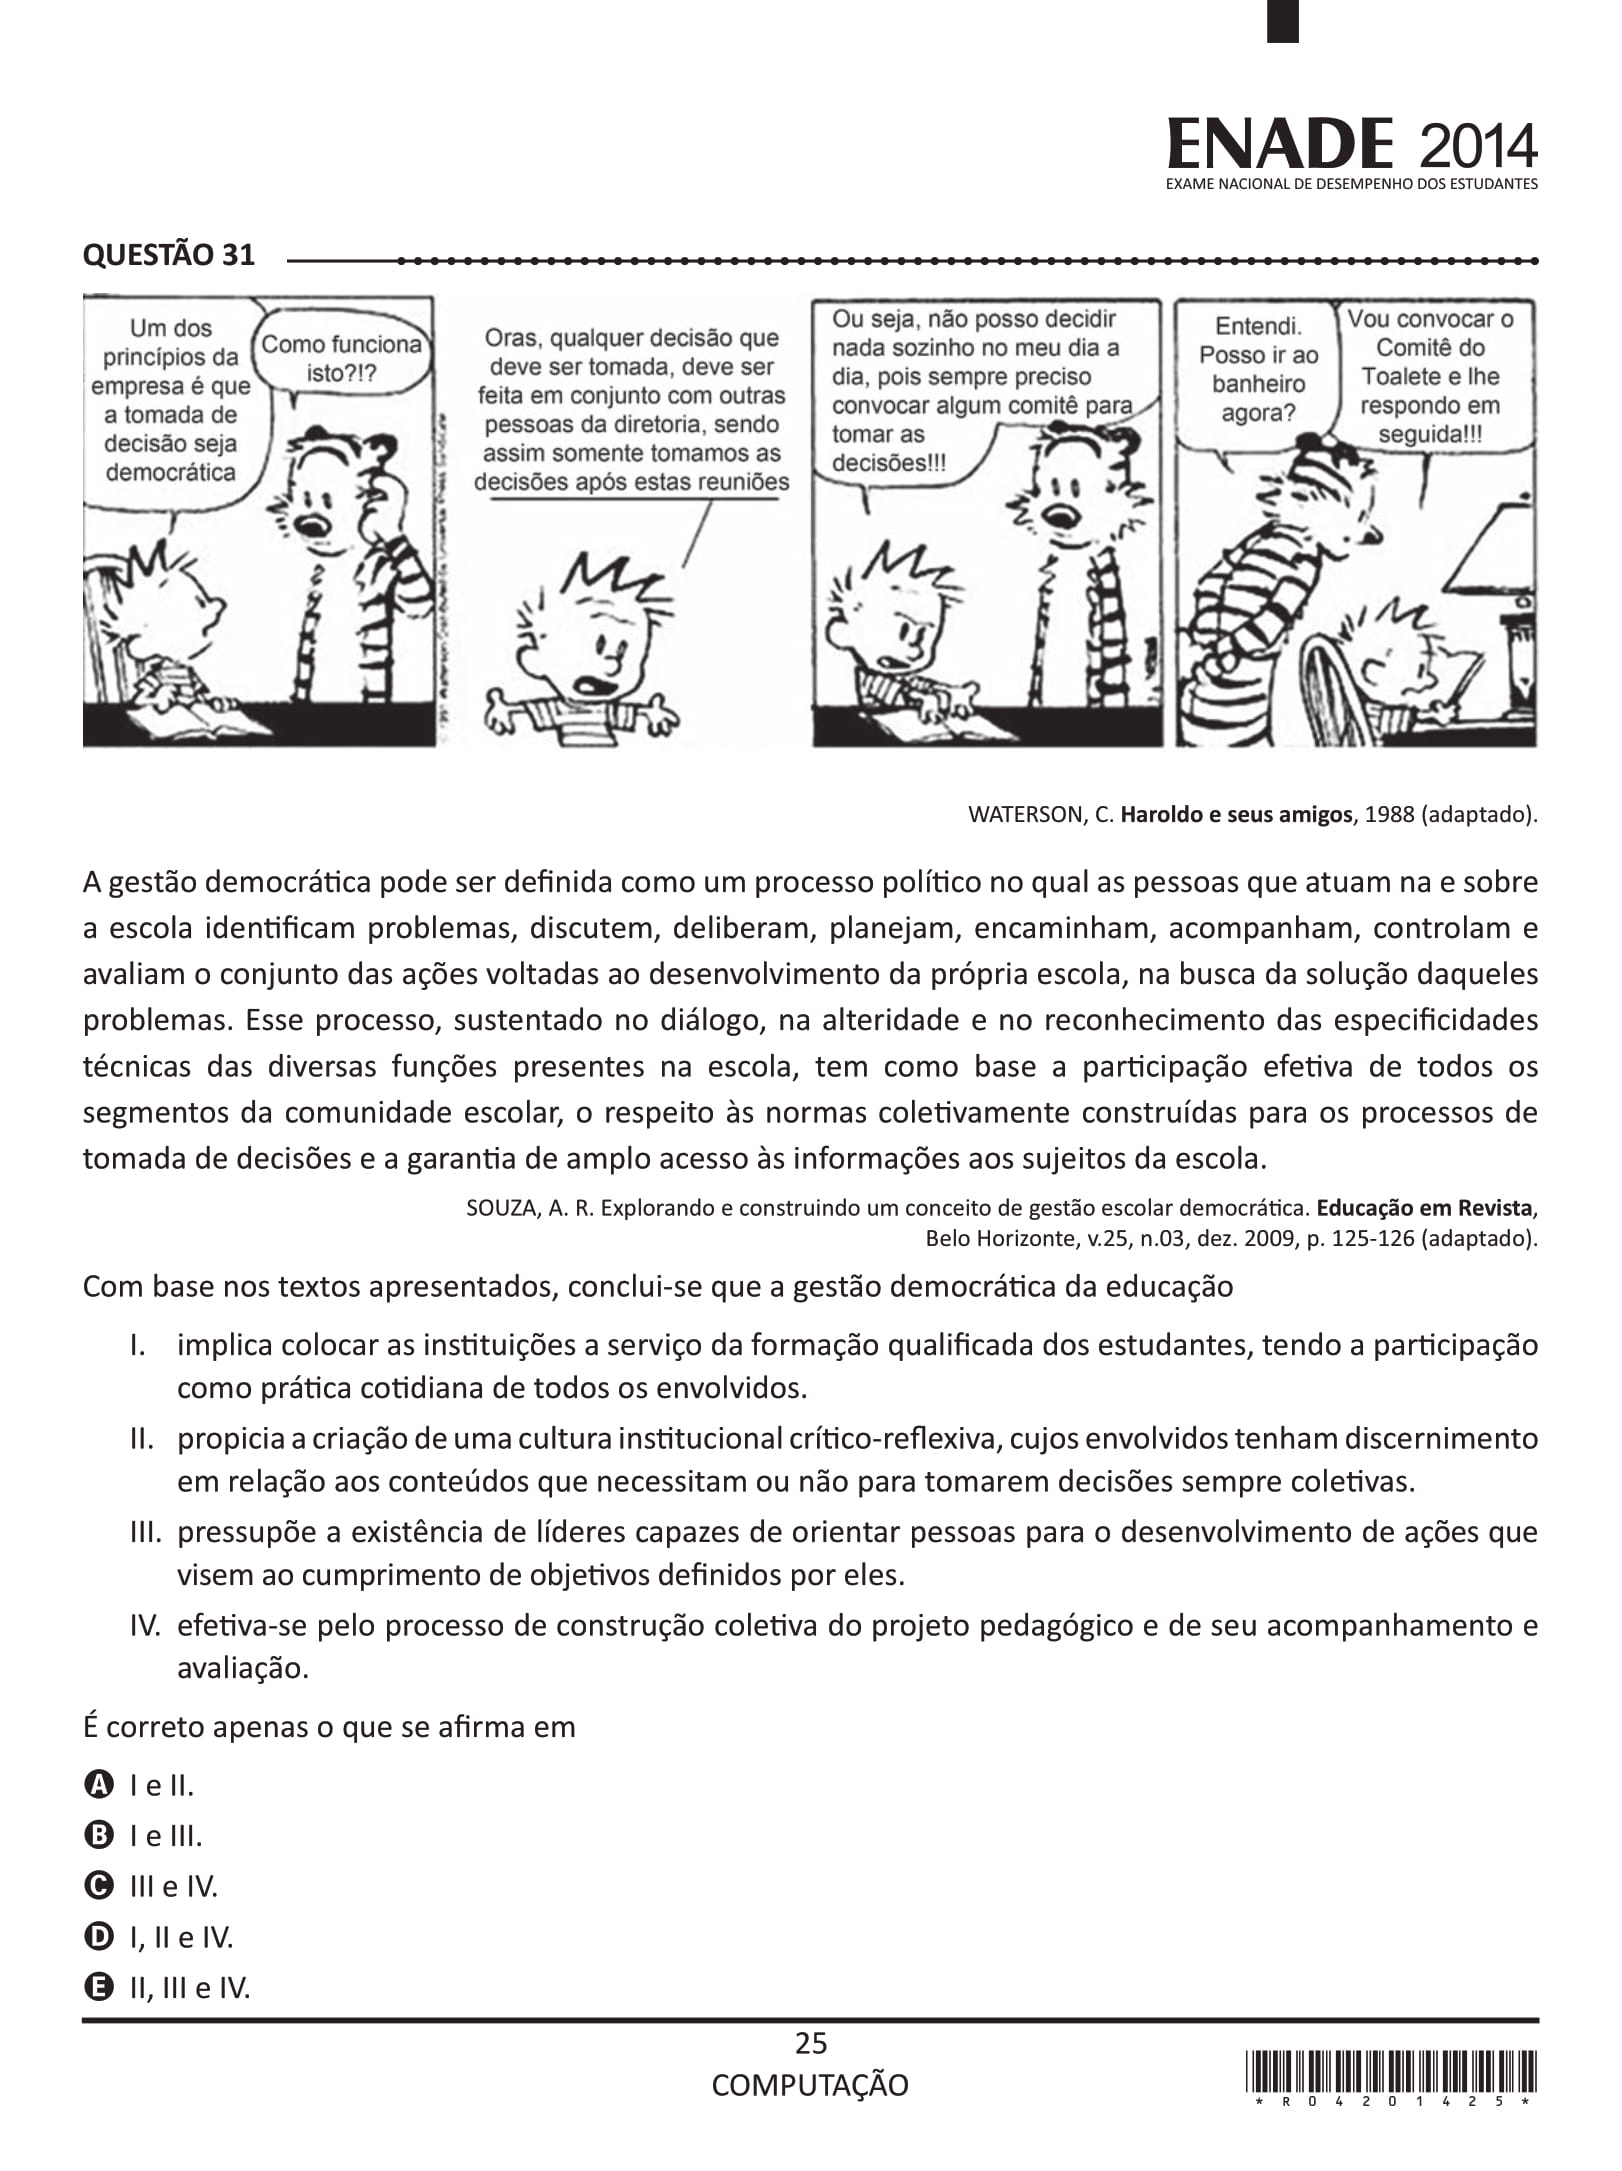 ENADE 2014
EXAME NACIONAL DE DESEMPENHO DOS ESTUDANTES
QUESTÃO 31
Um dos
princípios da
empresa é que
a tomada de
decisão seja
democrática
Como funciona
isto?!?
Oras, qualquer decisão que
deve ser tomada, deve ser
feita em conjunto com outras
pessoas da diretoria, sendo
assim somente tomamos as
decisões após estas reuniões
Ou seja, não posso decidir
nada sozinho no meu dia a
dia, pois sempre preciso
convocar algum comitê para
tomar as
decisões!!!
Entendi.
Posso ir ao
banheiro
agora?
Vou convocar o
Comitê do
Toalete e lhe
respondo em
seguida!!!
WATERSON, C. Haroldo e seus amigos, 1988 (adaptado).
A gestão democrática pode ser definida como um processo político no qual as pessoas que atuam na e sobre
a escola identificam problemas, discutem, deliberam, planejam, encaminham, acompanham, controlam e
avaliam o conjunto das ações voltadas ao desenvolvimento da própria escola, na busca da solução daqueles
problemas. Esse processo, sustentado no diálogo, na alteridade e no reconhecimento das especificidades
técnicas das diversas funções presentes na escola, tem como base a participação efetiva de todos os
segmentos da comunidade escolar, o respeito às normas coletivamente construídas para os processos de
tomada de decisões e a garantia de amplo acesso às informações aos sujeitos da escola.
SOUZA, A. R. Explorando e construindo um conceito de gestão escolar democrática. Educação em Revista,
Belo Horizonte, v.25, n.03, dez. 2009, p. 125-126 (adaptado).
Com base nos textos apresentados, conclui-se que a gestão democrática da educação
I. implica colocar as instituições a serviço da formação qualificada dos estudantes, tendo a participação
como prática cotidiana de todos os envolvidos.
II. propicia a criação de uma cultura institucional crítico-reflexiva, cujos envolvidos tenham discernimento
em relação aos conteúdos que necessitam ou não para tomarem decisões sempre coletivas.
III. pressupõe a existência de líderes capazes de orientar pessoas para o desenvolvimento de ações que
visem ao cumprimento de objetivos definidos por eles.
IV. efetiva-se pelo processo de construção coletiva do projeto pedagógico e de seu acompanhamento e
avaliação.
É correto apenas o que se afirma em
A I e II.
B I e III.
C III e IV.
D I, II e IV.
E II, III e IV.
25
COMPUTAÇÃO
* R 0 4 2 0 1 4 2 5 *